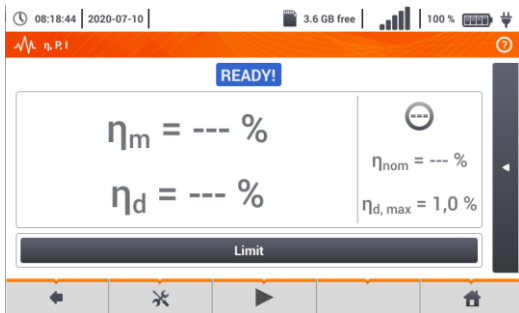 08:18:44 2020-07-10 3.6 GB free 100 %
η, P, I ?
READY!
ηm = --- %
ηd = --- %
---
ηnom = --- %
ηd, max = 1,0 %
Limit